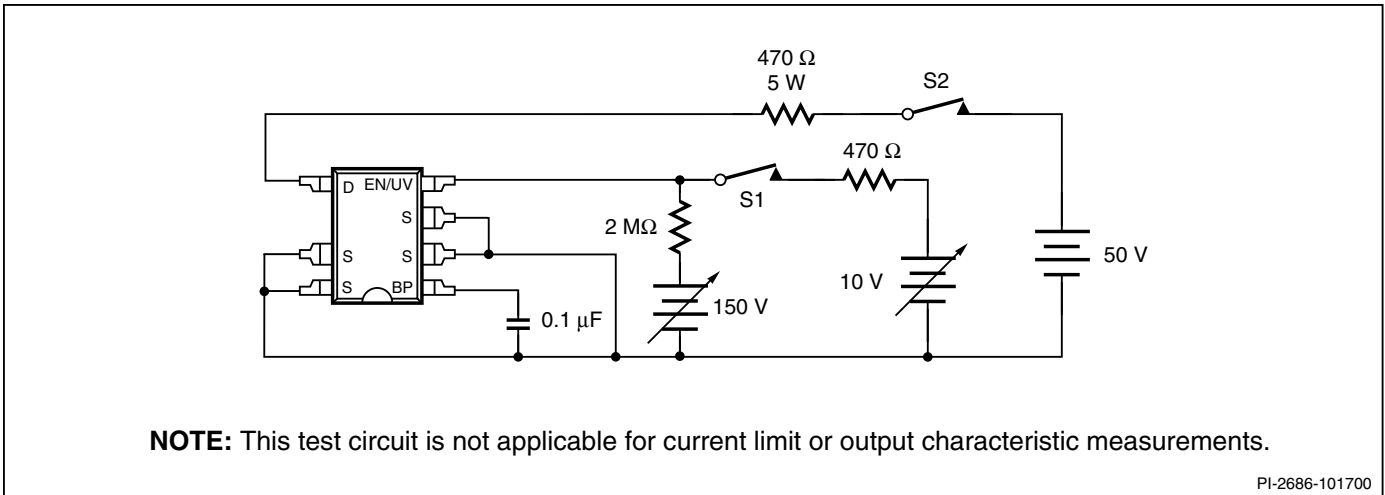 470 Ω
5 W
S2
470 Ω
D EN/UV
S
S1
2 MΩ
S S
50 V
10 V
S BP
150 V
0.1 µF
NOTE: This test circuit is not applicable for current limit or output characteristic measurements.
PI-2686-101700